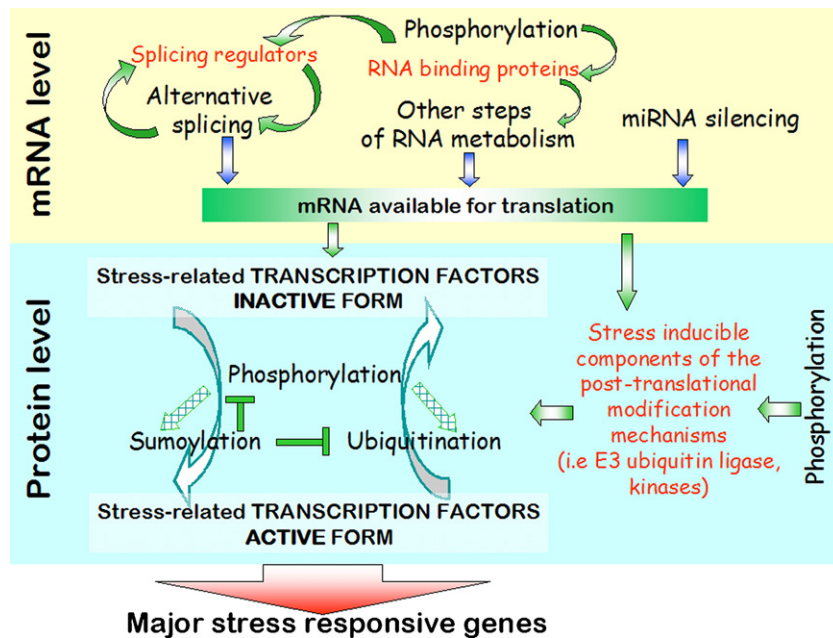 mRNA level
Phosphorylation
Splicing regulators
RNA binding proteins
Alternative
splicing
Other steps
of RNA metabolism
miRNA silencing
mRNA available for translation
Protein level
Stress-related TRANSCRIPTION FACTORS
INACTIVE FORM
Phosphorylation
Sumoylation
Ubiquitination
Stress inducible
components of the
post-translational
modification
mechanisms
(i.e E3 ubiquitin ligase,
kinases)
Phosphorylation
Stress-related TRANSCRIPTION FACTORS
ACTIVE FORM
Major stress responsive genes